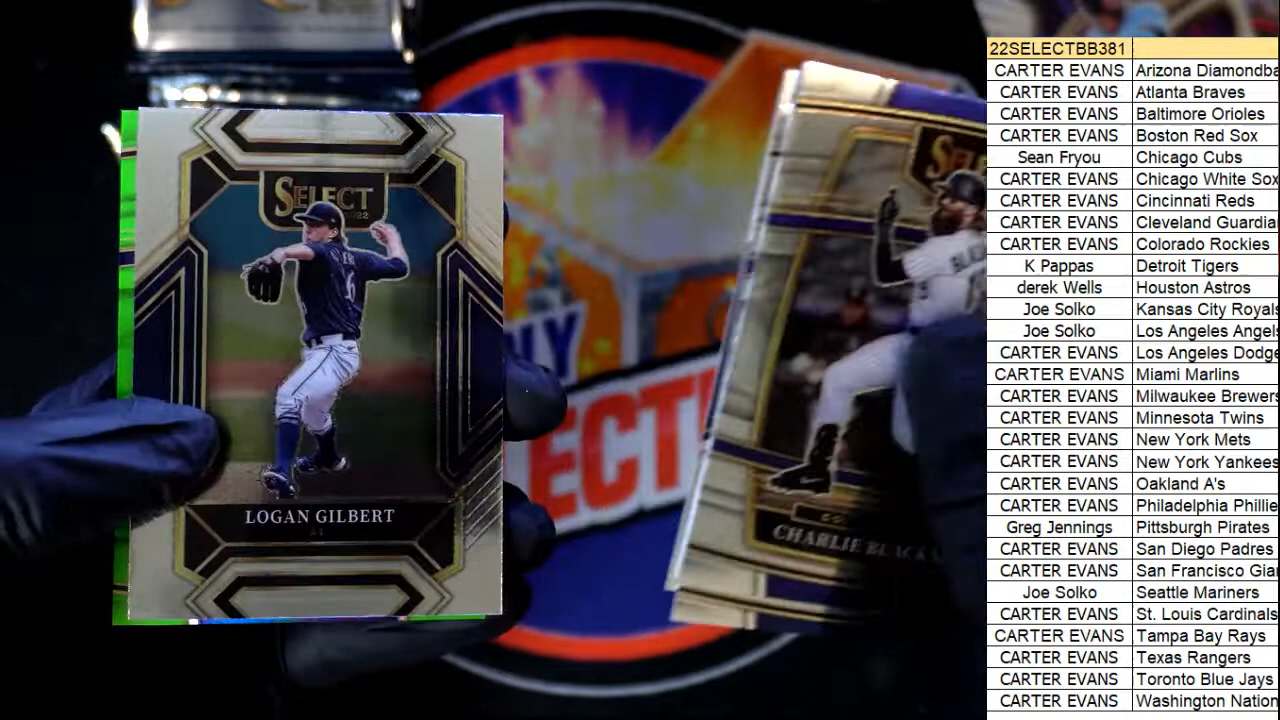 SELECT
2022
LOGAN GILBERT
NY
ECT
CHARLIE BLACK
22SELECTBB381
CARTER EVANS Arizona Diamondba
CARTER EVANS Atlanta Braves
CARTER EVANS Baltimore Orioles
CARTER EVANS Boston Red Sox
Sean Fryou Chicago Cubs
CARTER EVANS Chicago White Sox
CARTER EVANS Cincinnati Reds
CARTER EVANS Cleveland Guardia
CARTER EVANS Colorado Rockies
K Pappas Detroit Tigers
derek Wells Houston Astros
Joe Solko Kansas City Royals
Joe Solko Los Angeles Angel
CARTER EVANS Los Angeles Dodge
CARTER EVANS Miami Marlins
CARTER EVANS Milwaukee Brewers
CARTER EVANS Minnesota Twins
CARTER EVANS New York Mets
CARTER EVANS New York Yankees
CARTER EVANS Oakland A's
CARTER EVANS Philadelphia Phillie
Greg Jennings Pittsburgh Pirates
CARTER EVANS San Diego Padres
CARTER EVANS San Francisco Gia
Joe Solko Seattle Mariners
CARTER EVANS St. Louis Cardinals
CARTER EVANS Tampa Bay Rays
CARTER EVANS Texas Rangers
CARTER EVANS Toronto Blue Jays
CARTER EVANS Washington Nation